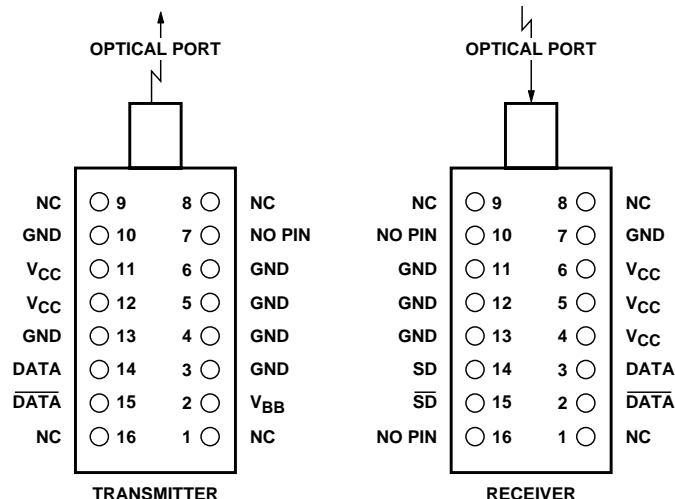 OPTICAL PORT OPTICAL PORT
NC 9 8 NC NC 9 8 NC
GND 10 7 NO PIN NO PIN 10 7 GND
VCC 11 6 GND GND 11 6 VCC
VCC 12 5 GND GND 12 5 VCC
GND 13 4 GND GND 13 4 VCC
DATA 14 3 GND SD 14 3 DATA
D̅A̅T̅A̅ 15 2 VBB S̅D̅ 15 2 D̅A̅T̅A̅
NC 16 1 NC NO PIN 16 1 NC
TRANSMITTER RECEIVER